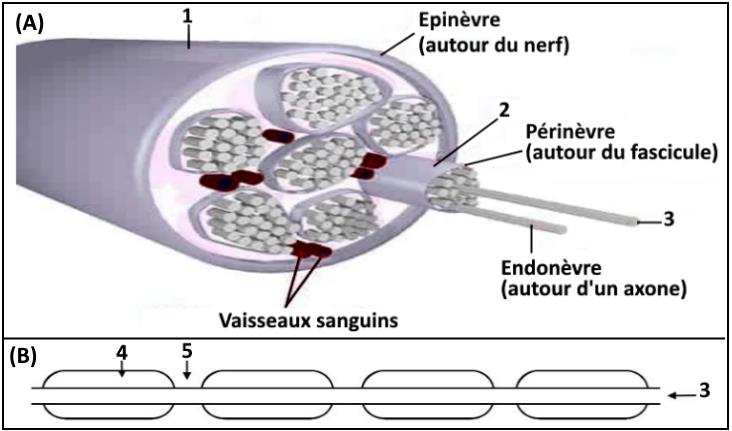 (A)
1
Epinèvre
(autour du nerf)
2
Périnèvre
(autour du fascicule)
3
Endonèvre
(autour d'un axone)
Vaisseaux sanguins
(B)
4
5
3